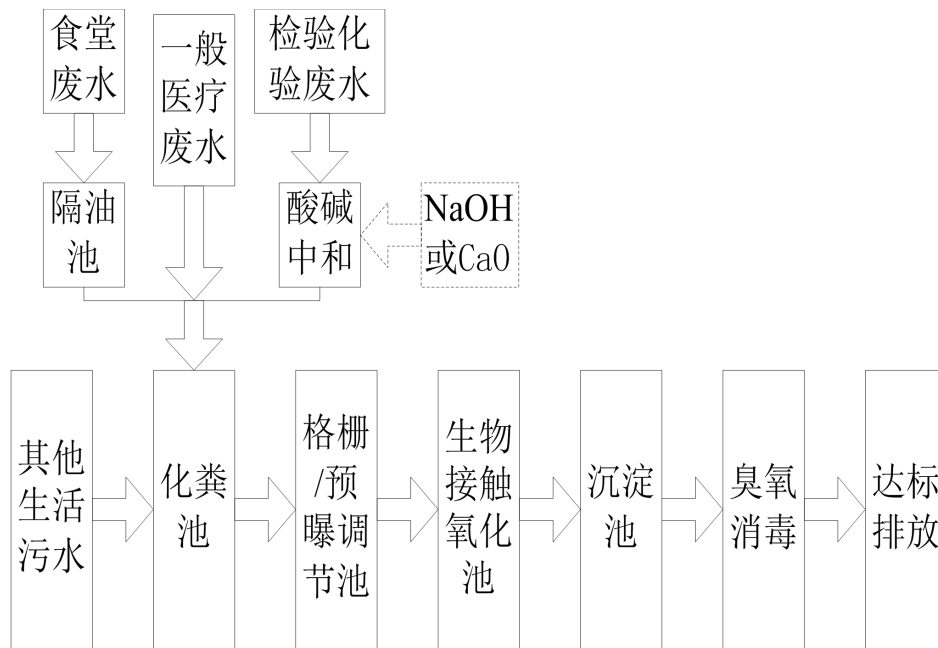 食堂
废水
一般
医疗
废水
检验化
验废水
隔油
池
酸碱
中和
NaOH
或CaO
其他
生活
污水
化粪
池
格栅
/预
曝调
节池
生物
接触
氧化
池
沉淀
池
臭氧
消毒
达标
排放